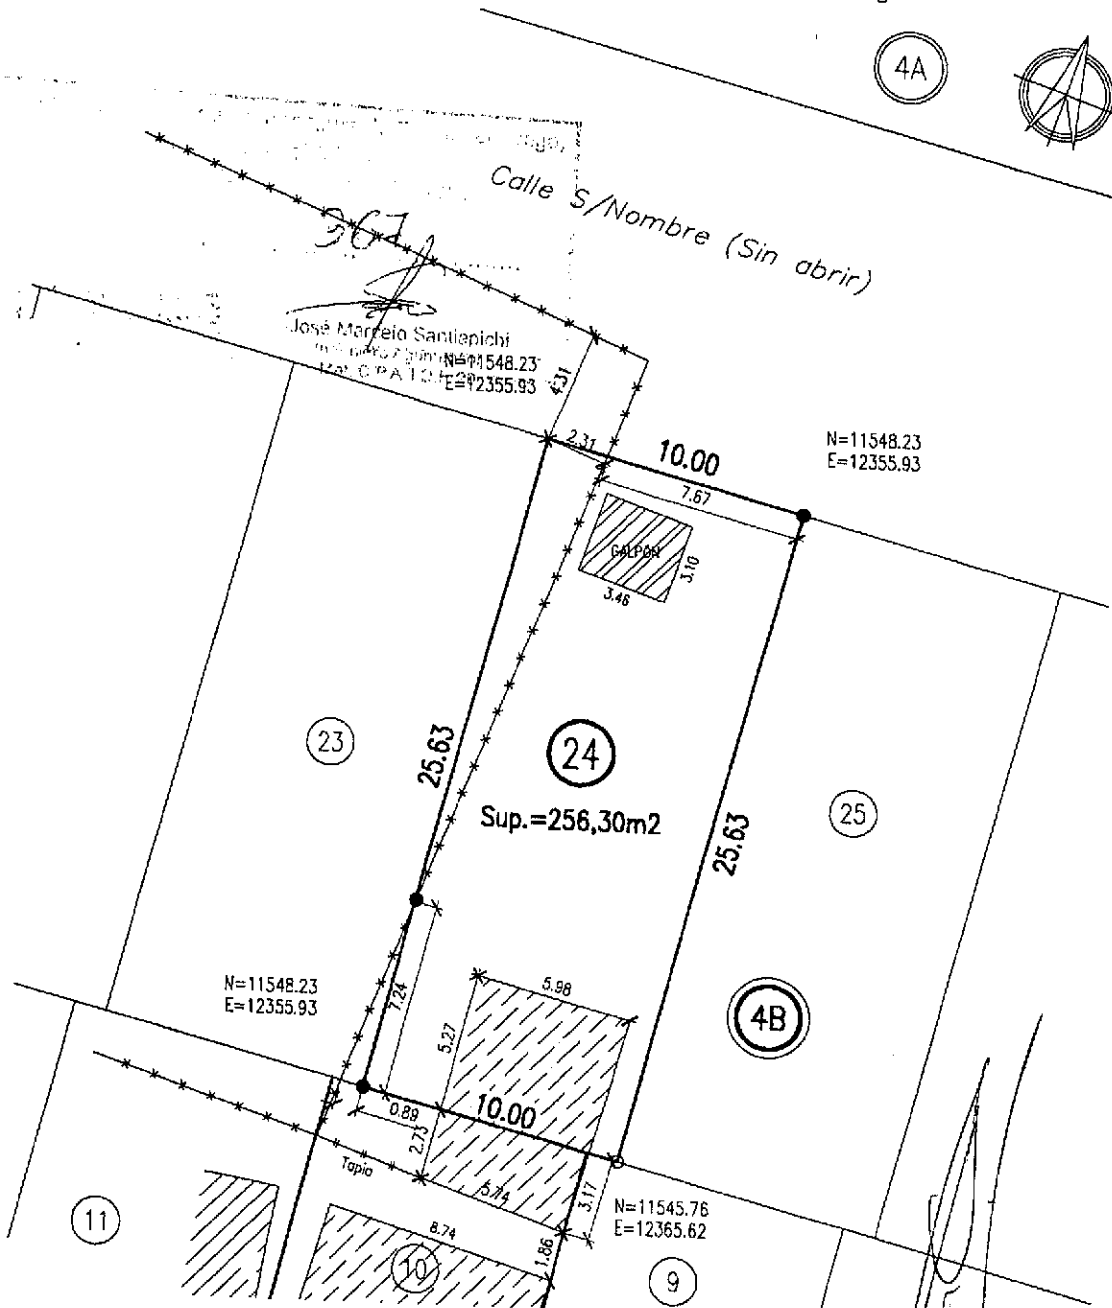 4A
Calle S/Nombre (Sin abrir)
367
José Marcelo Santiepichi
N=11548.23
E=12355.93
4.31
2.31
10.00
N=11548.23
E=12355.93
7.67
GALPÓN
3.10
3.46
23
25.63
24
Sup.=256,30m2
25
25.63
N=11548.23
E=12355.93
7.24
5.98
4B
5.27
0.89
10.00
2.73
Tapia
5.74
3.17
N=11545.76
E=12365.62
11
8.74
10
1.86
9